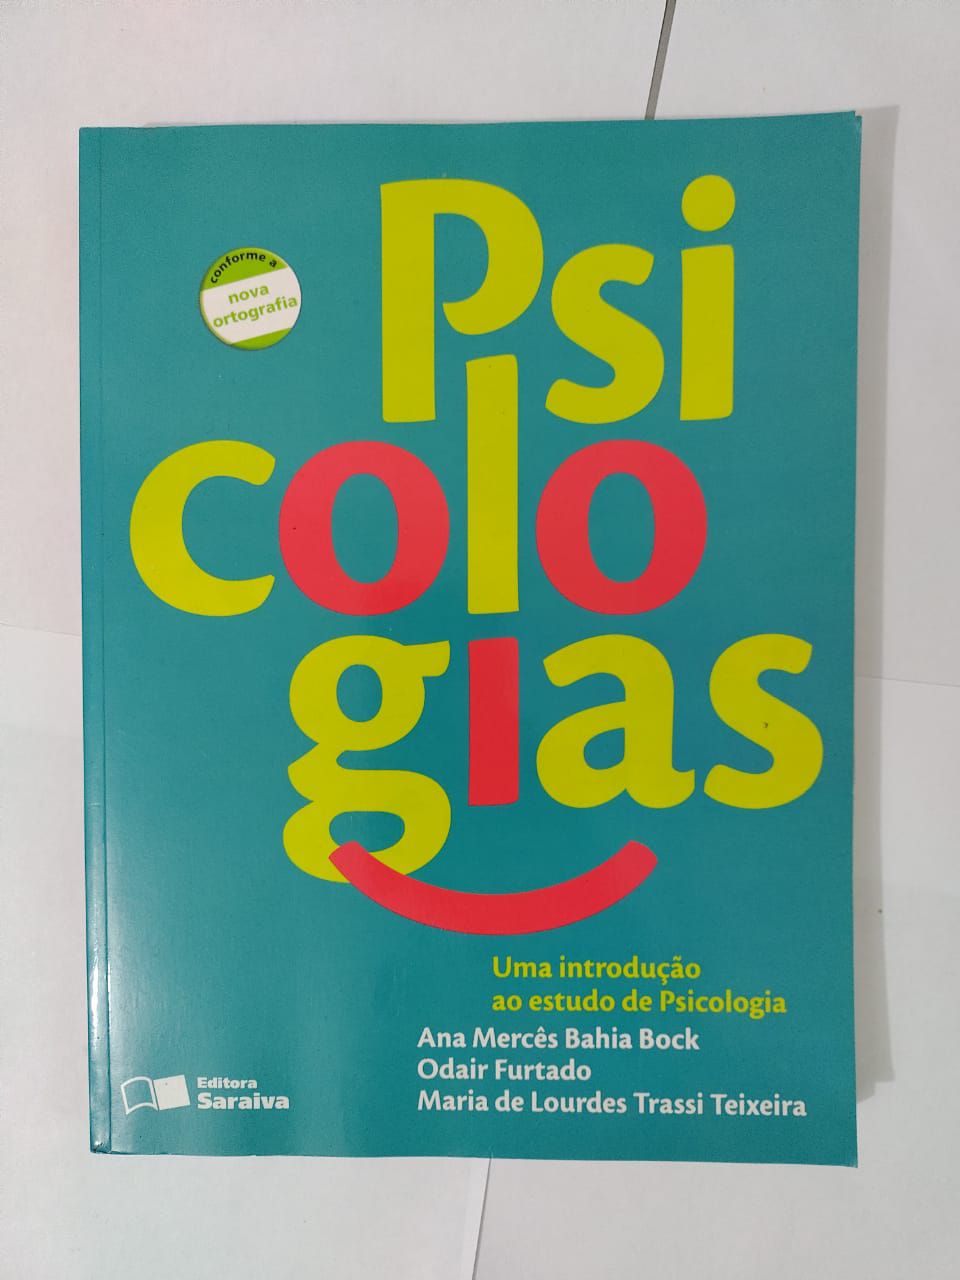 Psi
colo
gias
conforme a
nova
ortografia
Uma introdução
ao estudo de Psicologia
Ana Mercês Bahia Bock
Odair Furtado
Maria de Lourdes Trassi Teixeira
Editora
Saraiva